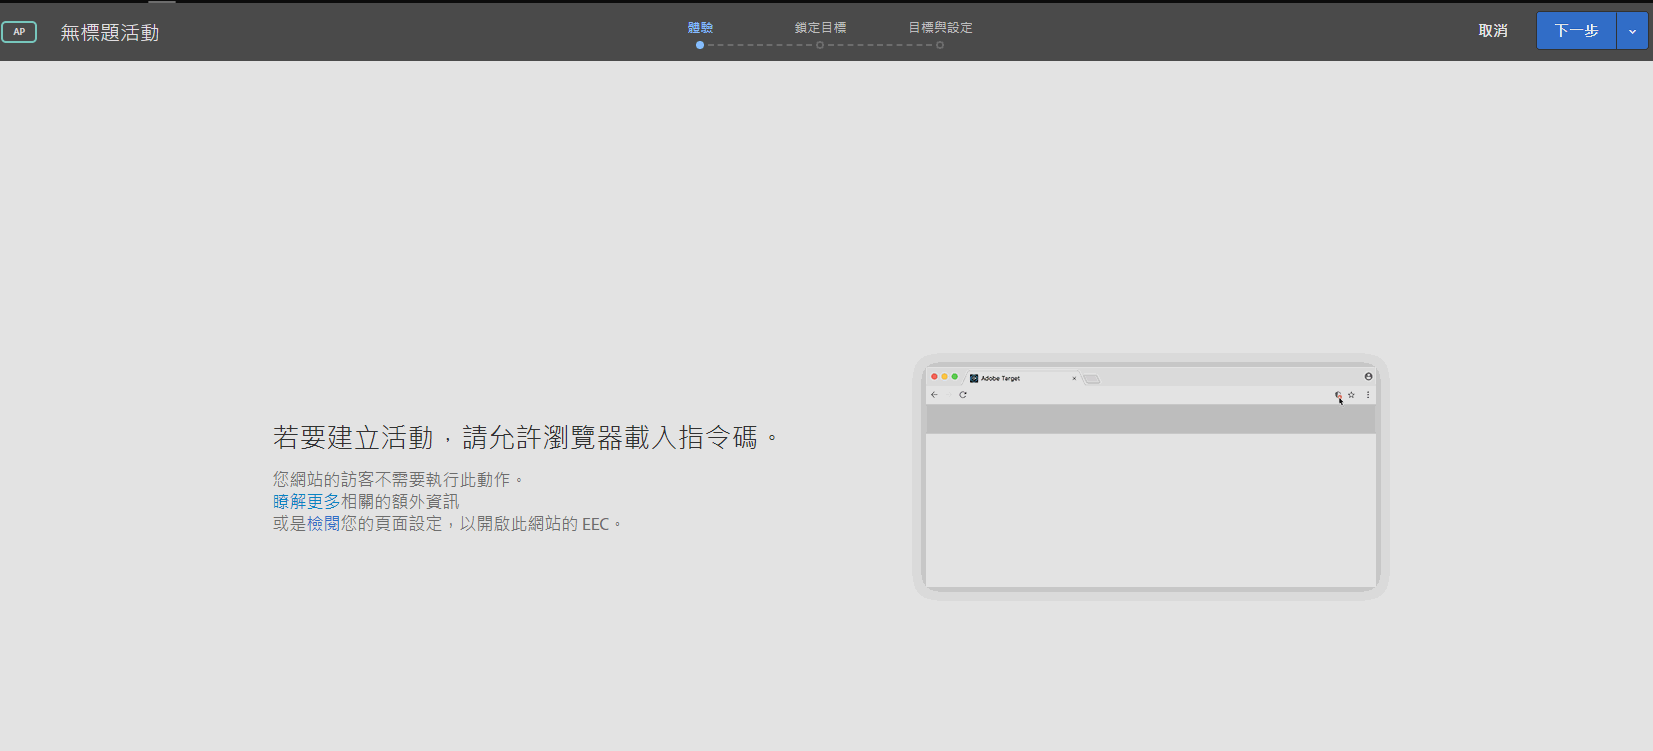 AP
無標題活動
體驗
鎖定目標
目標與設定
取消
下一步
Adobe Target
若要建立活動，請允許瀏覽器載入指令碼。
您網站的訪客不需要執行此動作。
瞭解更多相關的額外資訊
或是檢閱您的頁面設定，以開啟此網站的 EEC。